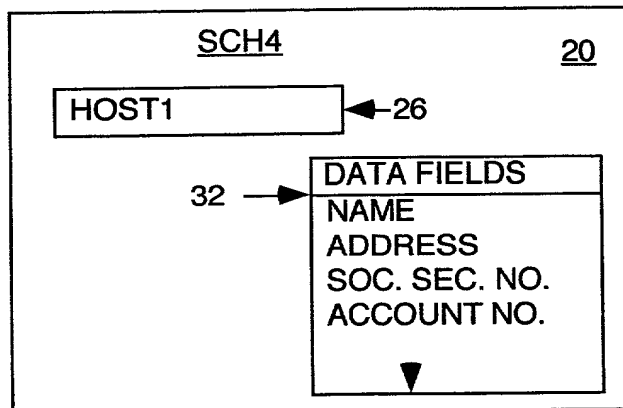 SCH4
20
HOST1
26
32
DATA FIELDS
NAME
ADDRESS
SOC. SEC. NO.
ACCOUNT NO.